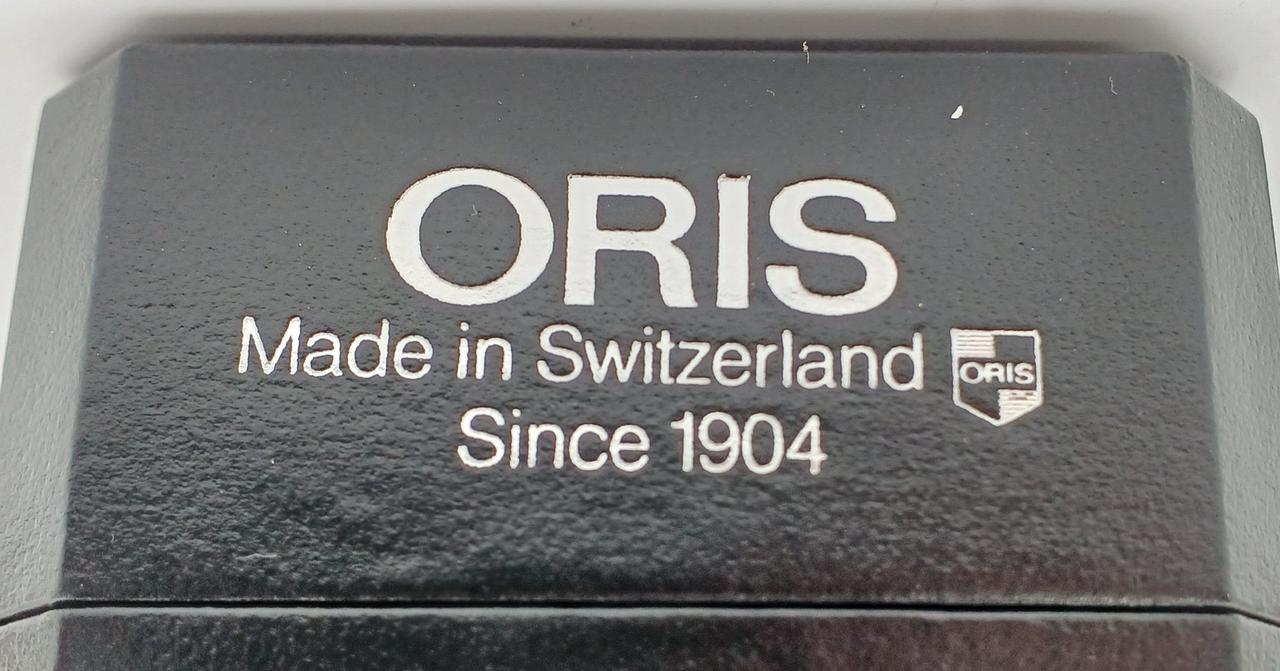 ORIS
Made in Switzerland
ORIS
Since 1904